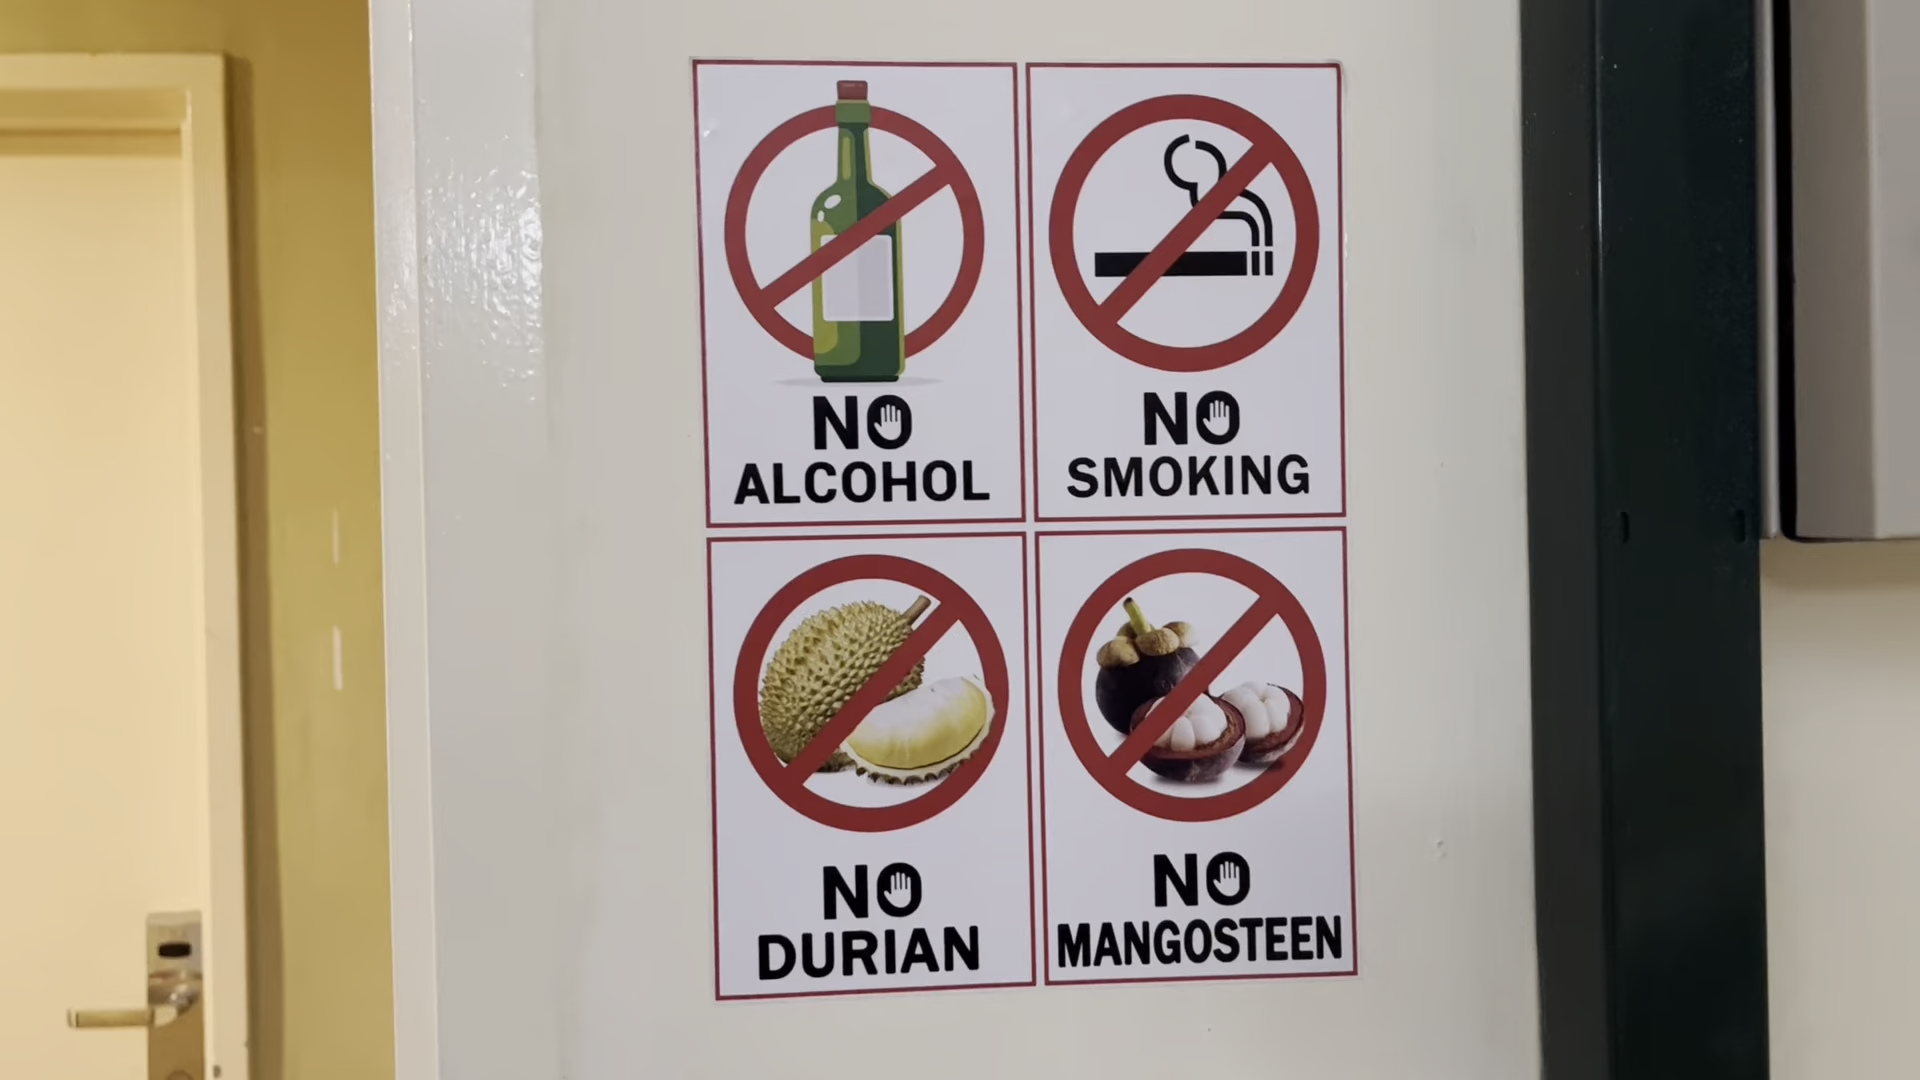 NO
ALCOHOL
NO
SMOKING
NO
DURIAN
NO
MANGOSTEEN